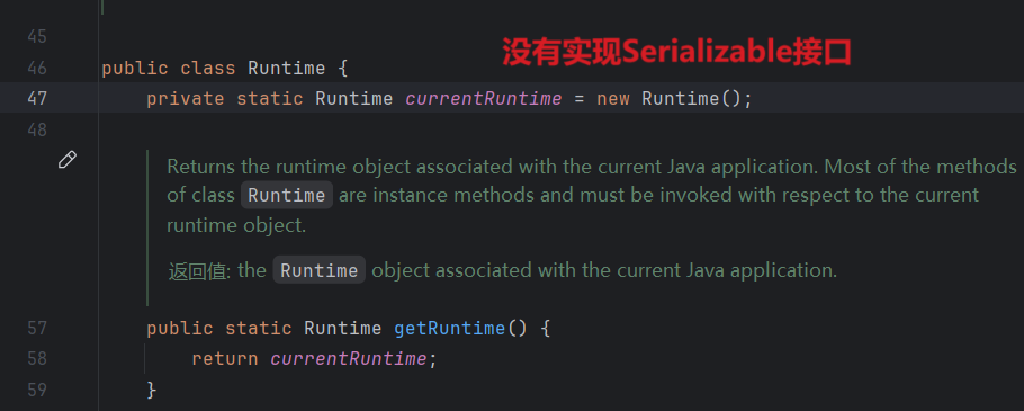 45
没有实现Serializable接口
46 public class Runtime {
47 private static Runtime currentRuntime = new Runtime();
48
Returns the runtime object associated with the current Java application. Most of the methods
of class Runtime are instance methods and must be invoked with respect to the current
runtime object.
返回值: the Runtime object associated with the current Java application.
57 public static Runtime getRuntime() {
58 return currentRuntime;
59 }